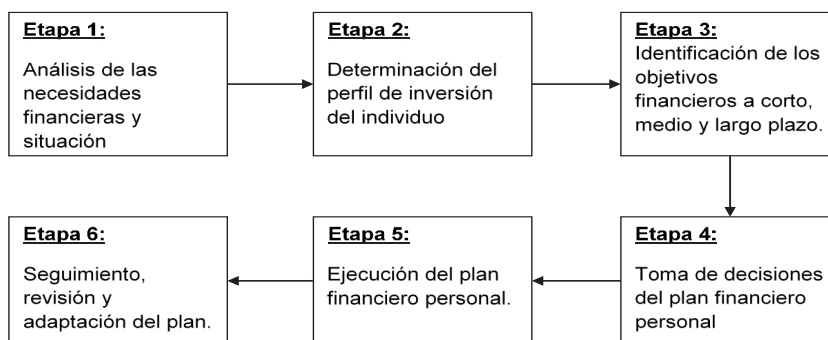 Etapa 1:
Análisis de las
necesidades
financieras y
situación
Etapa 2:
Determinación del
perfil de inversión
del individuo
Etapa 3:
Identificación de los
objetivos
financieros a corto,
medio y largo plazo.
Etapa 4:
Toma de decisiones
del plan financiero
personal
Etapa 5:
Ejecución del plan
financiero personal.
Etapa 6:
Seguimiento,
revisión y
adaptación del plan.